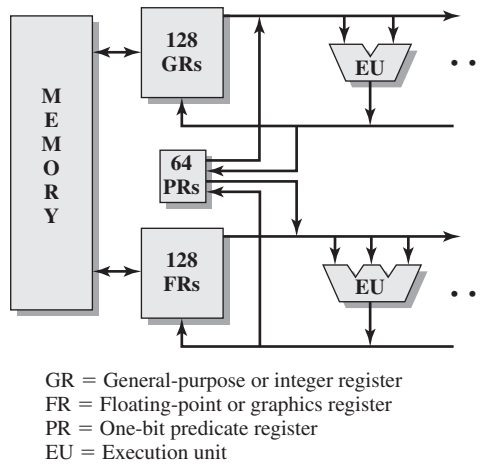 MEMORY
128
GRs
EU
64
PRs
128
FRs
EU
GR = General-purpose or integer register
FR = Floating-point or graphics register
PR = One-bit predicate register
EU = Execution unit